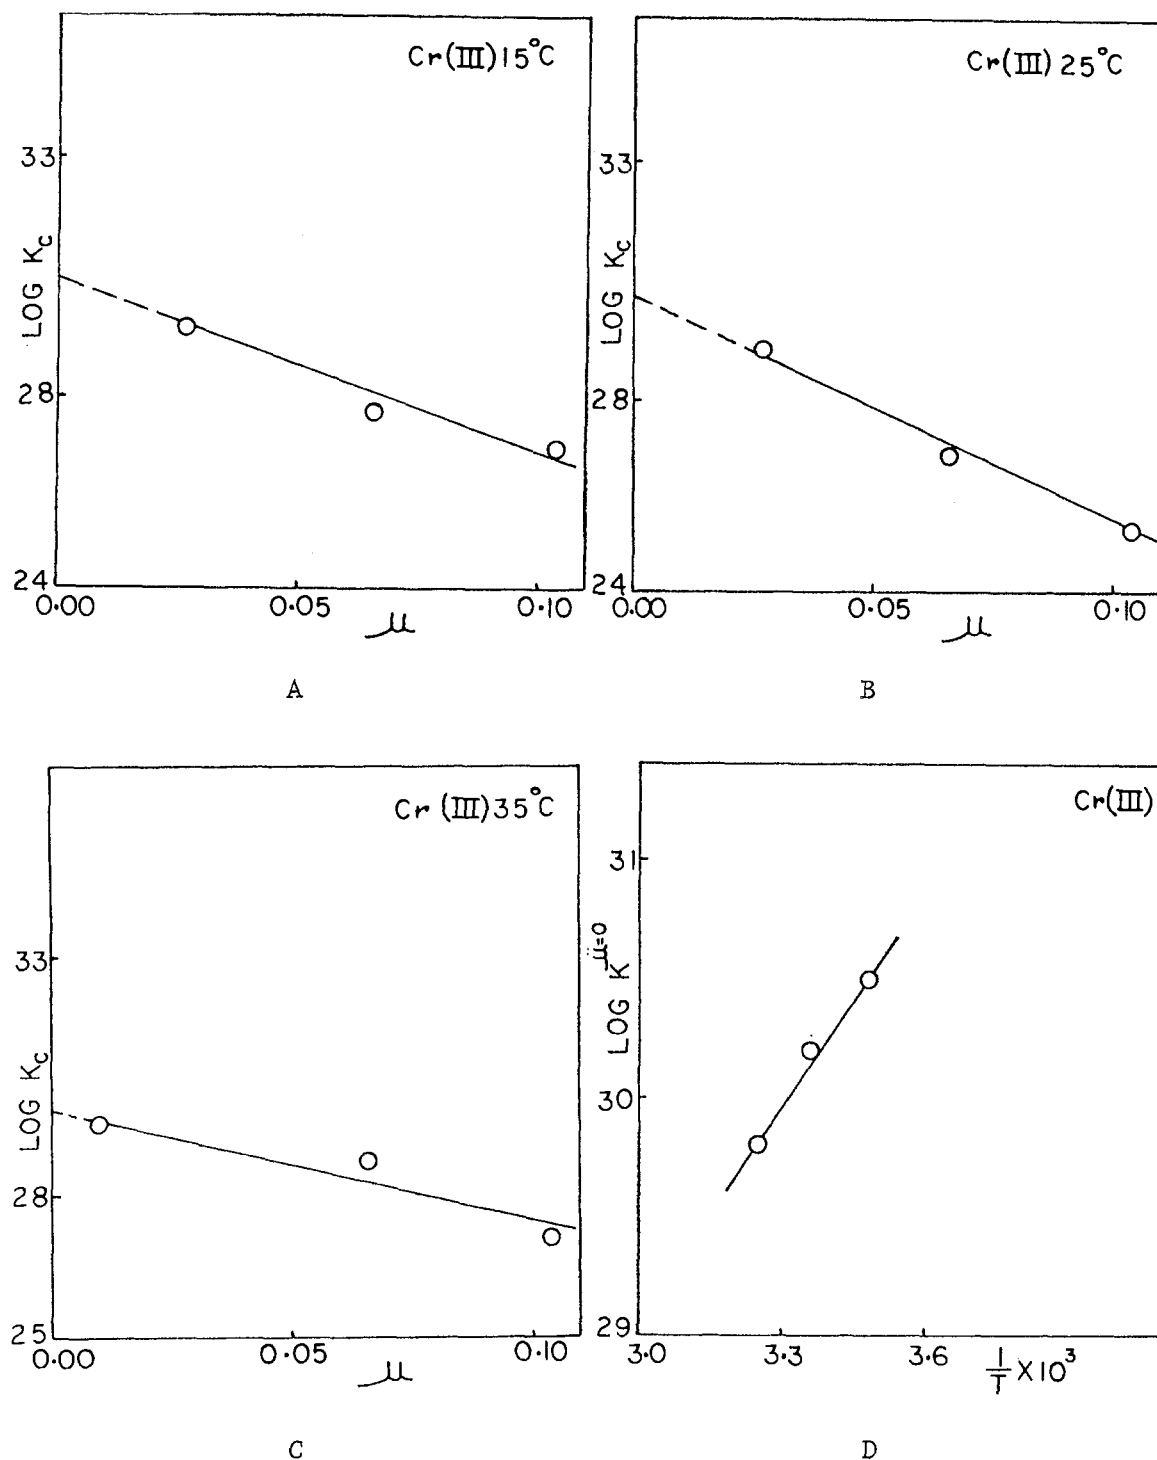 Cr(III) 15°C
33
LOG Kc
28
24
0.00
0.05
0.10
μ
A
Cr(III) 25°C
33
LOG Kc
28
24
0.00
0.05
0.10
μ
B
Cr(III) 35°C
33
LOG Kc
28
25
0.00
0.05
0.10
μ
C
Cr(III)
31
LOG K μ=0
30
29
3.0
3.3
3.6
1/T ×10³
D